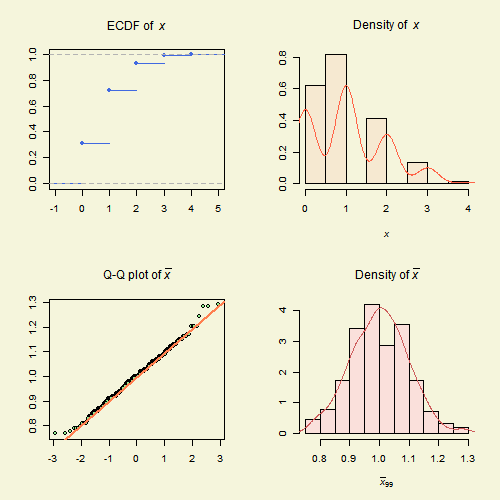 ECDF of x
Density of x
0.0 0.2 0.4 0.6 0.8 1.0
-1 0 1 2 3 4 5
0.0 0.2 0.4 0.6 0.8
0 1 2 3 4
x
Q-Q plot of x̅
Density of x̅
0.8 0.9 1.0 1.1 1.2 1.3
-3 -2 -1 0 1 2 3
0 1 2 3 4
0.8 0.9 1.0 1.1 1.2 1.3
x̅₉₉